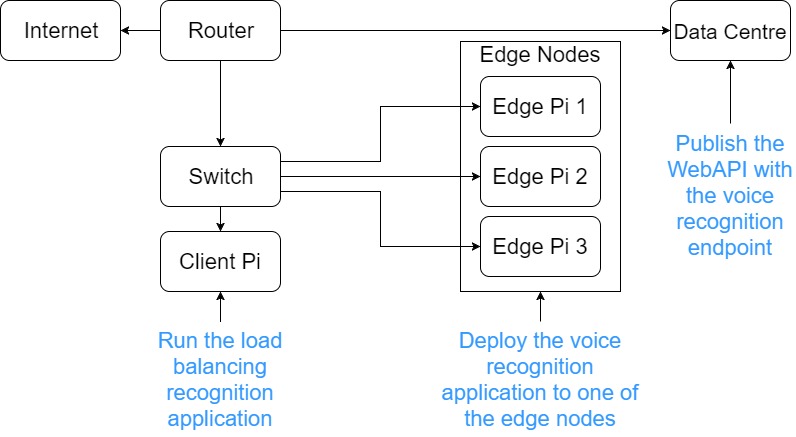 Internet
Router
Data Centre
Edge Nodes
Edge Pi 1
Edge Pi 2
Edge Pi 3
Switch
Client Pi
Publish the
WebAPI with
the voice
recognition
endpoint
Run the load
balancing
recognition
application
Deploy the voice
recognition
application to one of
the edge nodes